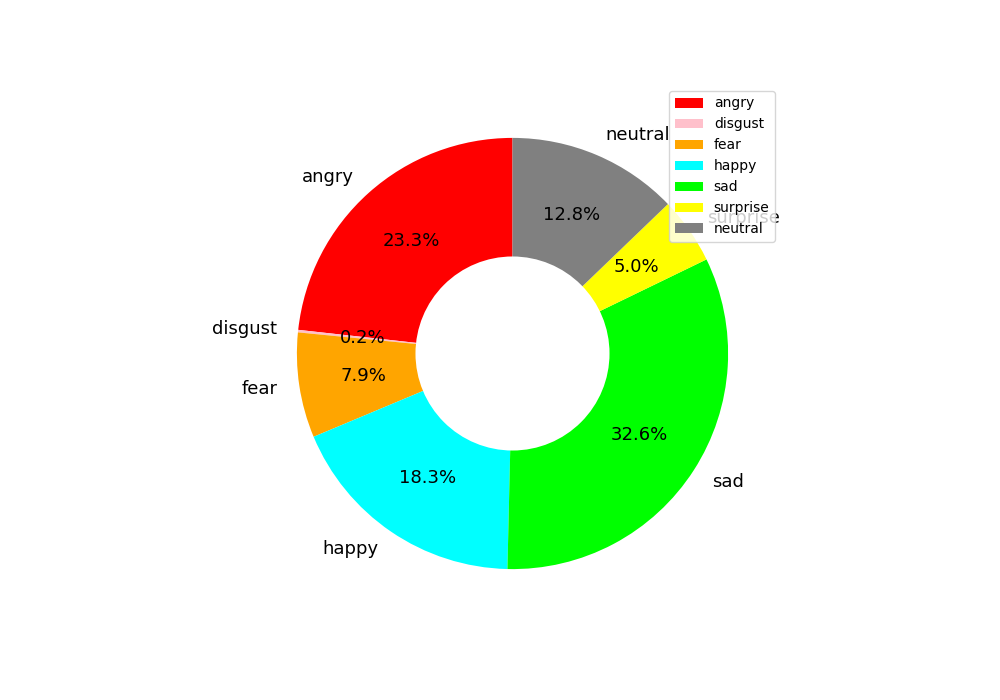 angry
disgust
fear
happy
sad
surprise
neutral
neutral
angry
surprise
12.8%
23.3%
5.0%
disgust
0.2%
7.9%
fear
32.6%
18.3%
sad
happy